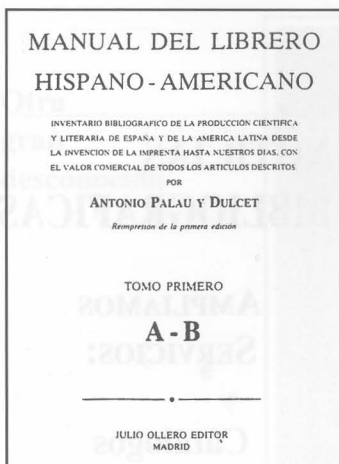 MANUAL DEL LIBRERO
HISPANO - AMERICANO
INVENTARIO BIBLIOGRAFICO DE LA PRODUCCIÓN CIENTIFICA
Y LITERARIA DE ESPAÑA Y DE LA AMERICA LATINA DESDE
LA INVENCION DE LA IMPRENTA HASTA NUESTROS DIAS, CON
EL VALOR COMERCIAL DE TODOS LOS ARTICULOS DESCRITOS
POR
ANTONIO PALAU Y DULCET
Reimpresión de la primera edición
TOMO PRIMERO
A - B
JULIO OLLERO EDITOR
MADRID
AMPLIAMOS
SERVICIOS: